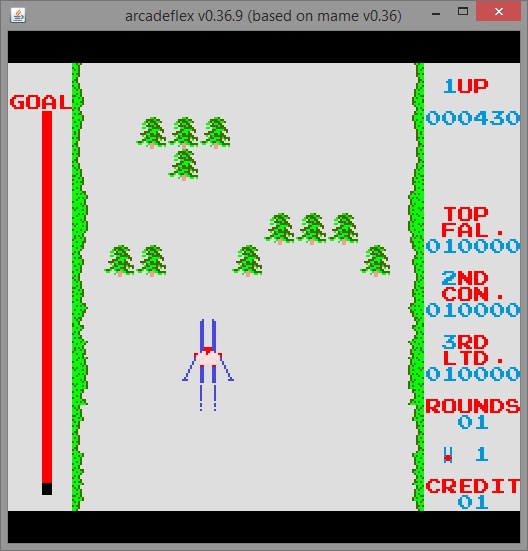 arcadeflex v0.36.9 (based on mame v0.36)
GOAL
1UP
000430
TOP
FAL.
010000
2ND
CON.
010000
3RD
LTD.
010000
ROUNDS
01
1
CREDIT
01